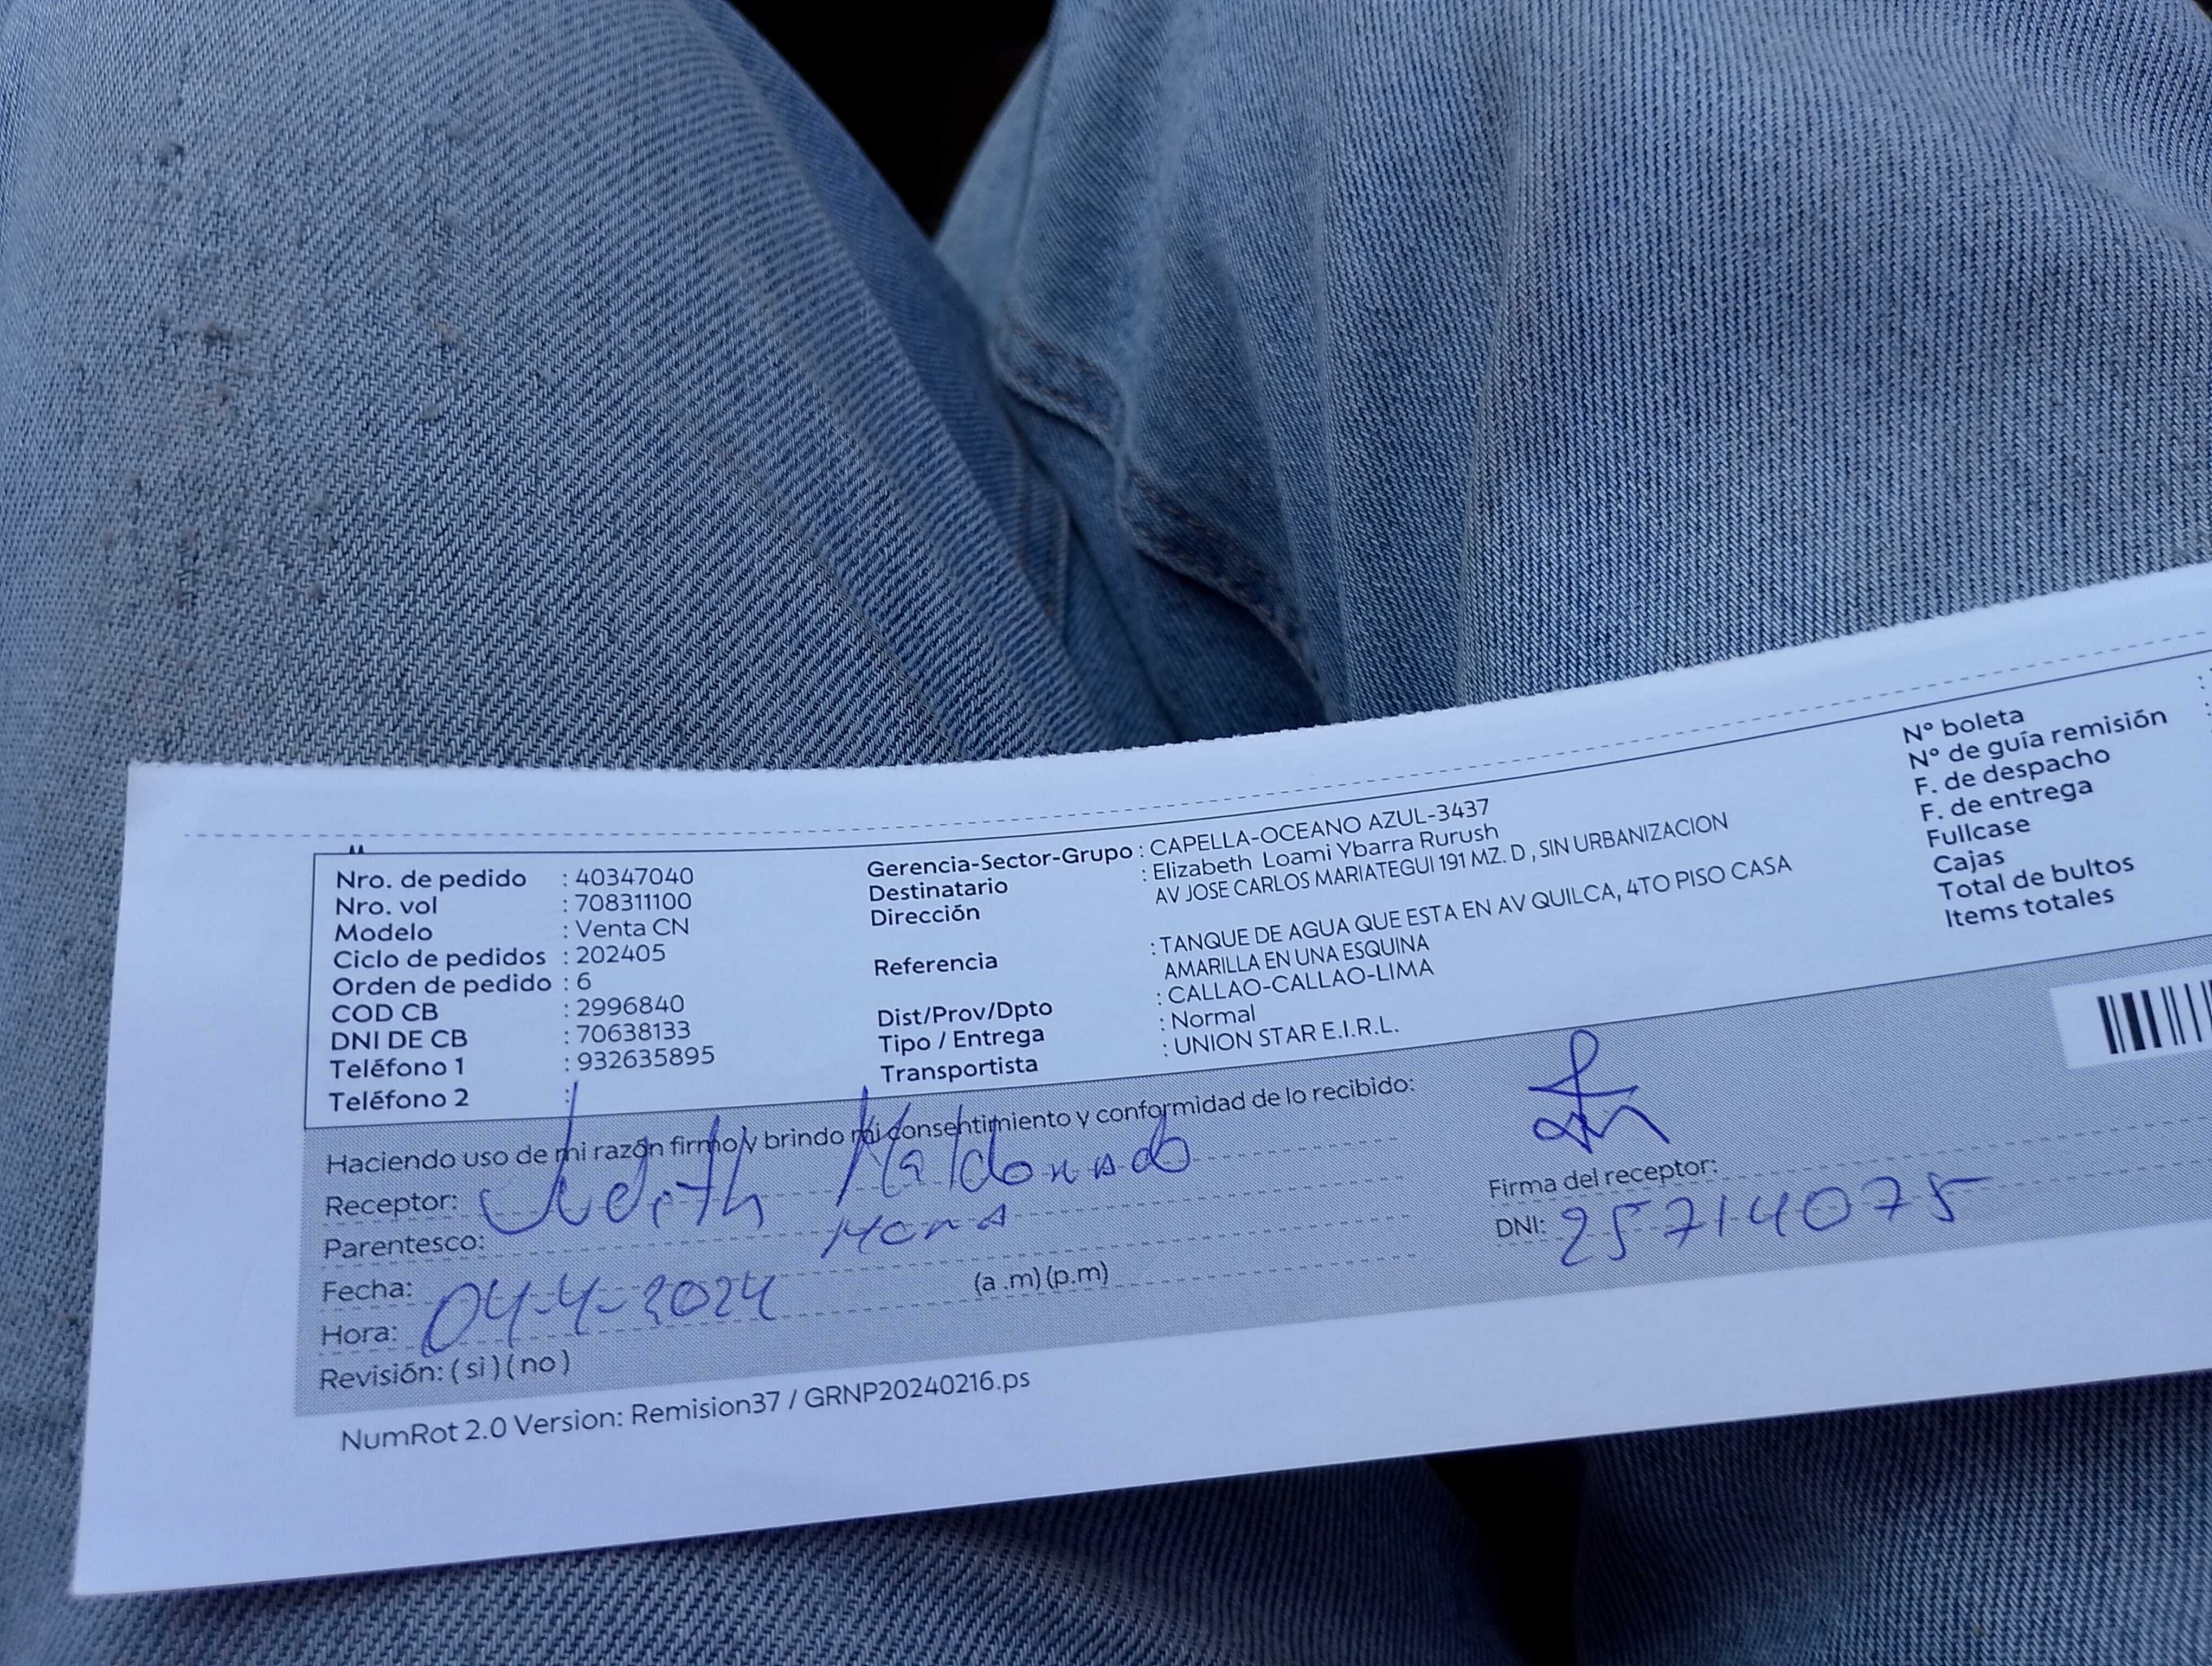 Nro. de pedido : 40347040
Nro. vol : 708311100
Modelo : Venta CN
Ciclo de pedidos : 202405
Orden de pedido : 6
COD CB : 2996840
DNI DE CB : 70638133
Teléfono 1 : 932635895
Teléfono 2 :
Gerencia-Sector-Grupo : CAPELLA-OCEANO AZUL-3437
Destinatario : Elizabeth Loami Ybarra Rurush
Dirección AV JOSE CARLOS MARIATEGUI 191 MZ. D , SIN URBANIZACION
Referencia : TANQUE DE AGUA QUE ESTA EN AV QUILCA, 4TO PISO CASA
AMARILLA EN UNA ESQUINA
Dist/Prov/Dpto : CALLAO-CALLAO-LIMA
Tipo / Entrega : Normal
Transportista : UNION STAR E.I.R.L.
N° boleta :
N° de guía remisión :
F. de despacho
F. de entrega
Fullcase
Cajas
Total de bultos
Items totales
Haciendo uso de mi razón firmo y brindo mi consentimiento y conformidad de lo recibido:
Receptor: Maldonado
Parentesco:
Fecha: 04-4-2024
Hora: (a .m) (p.m)
Revisión: ( sì ) ( no )
Firma del receptor:
DNI: 25714075
NumRot 2.0 Version: Remision37 / GRNP20240216.ps